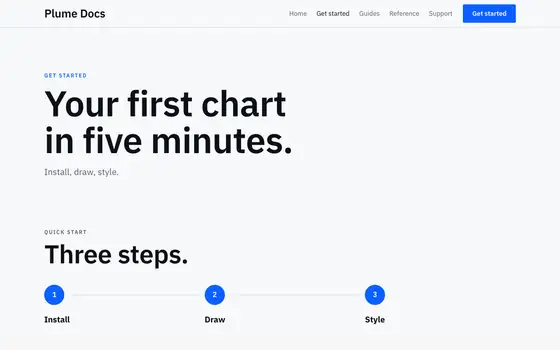 Plume Docs
Home Get started Guides Reference Support Get started
GET STARTED
Your first chart
in five minutes.
Install, draw, style.
QUICK START
Three steps.
1 2 3
Install Draw Style